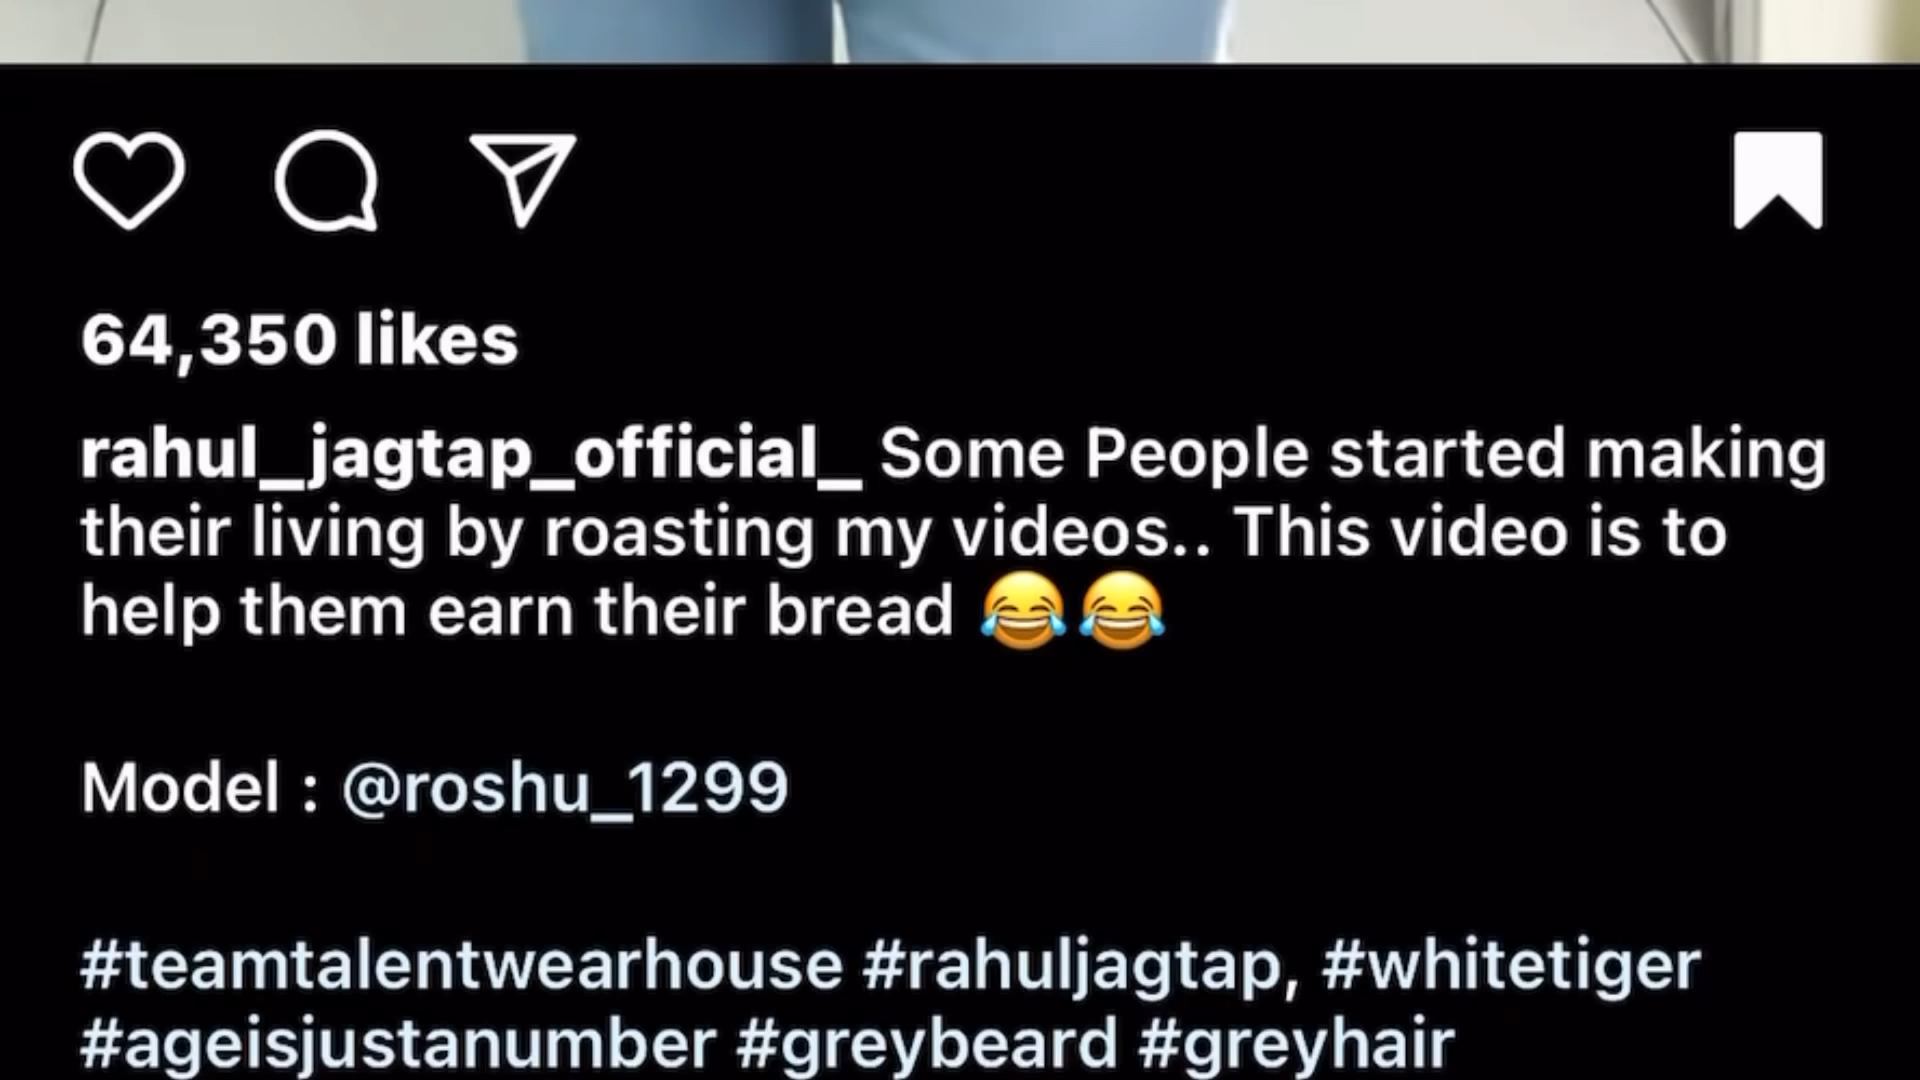 64,350 likes
rahul_jagtap_official_ Some People started making
their living by roasting my videos.. This video is to
help them earn their bread 😂😂
Model : @roshu_1299
#teamtalentwearhouse #rahuljagtap, #whitetiger
#ageisjustanumber #greybeard #greyhair